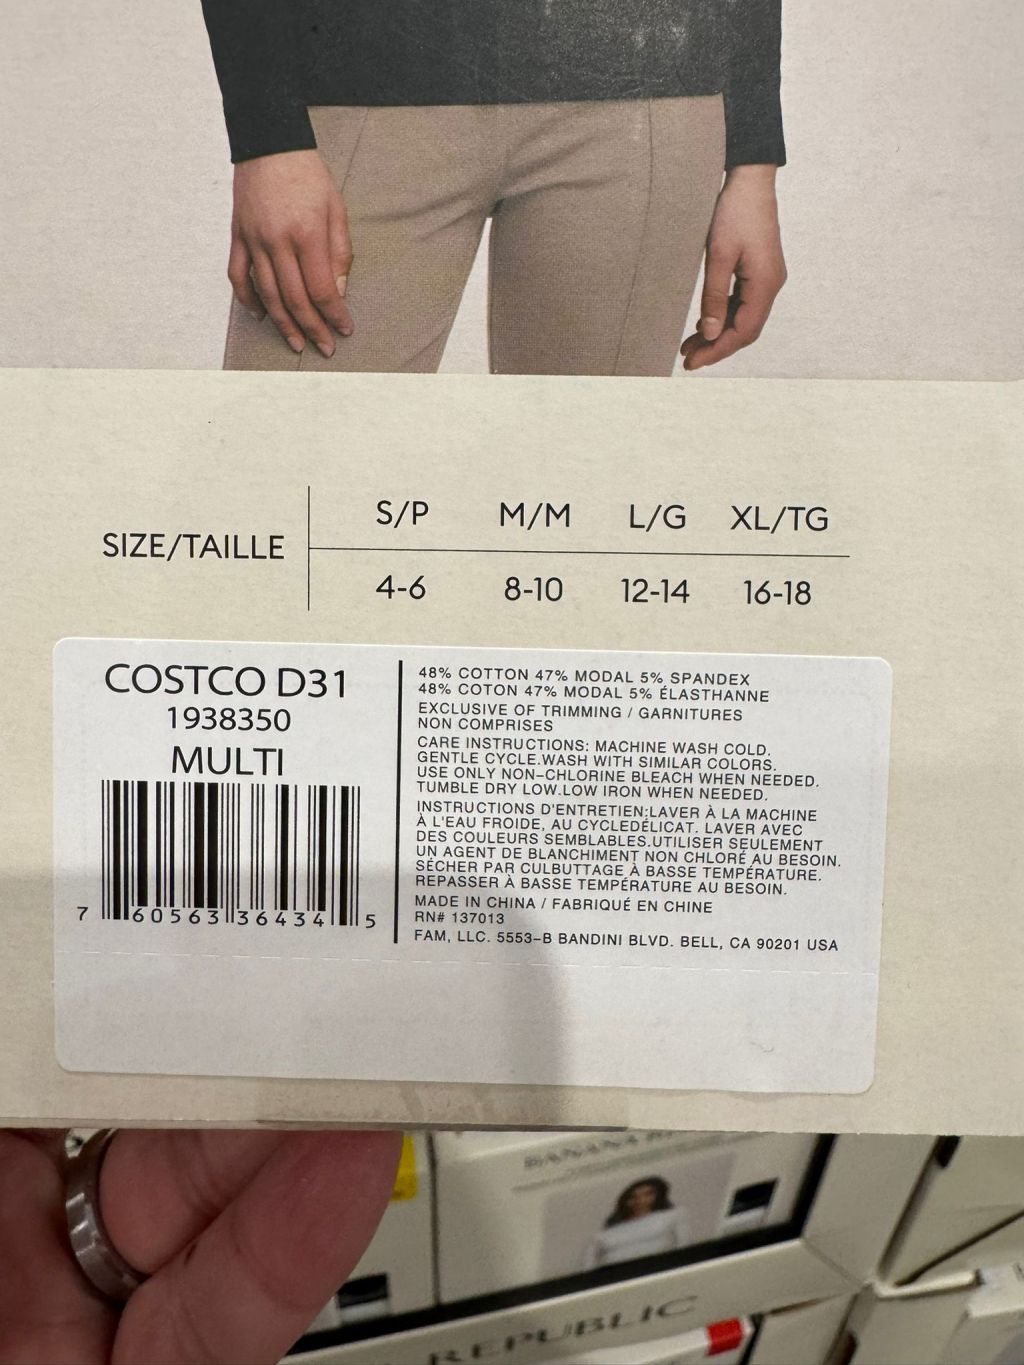 SIZE/TAILLE
S/P M/M L/G XL/TG
4-6 8-10 12-14 16-18
COSTCO D31
1938350
MULTI
7 60563 36434 5
48% COTTON 47% MODAL 5% SPANDEX
48% COTON 47% MODAL 5% ÉLASTHANNE
EXCLUSIVE OF TRIMMING / GARNITURES
NON COMPRISES
CARE INSTRUCTIONS: MACHINE WASH COLD.
GENTLE CYCLE.WASH WITH SIMILAR COLORS.
USE ONLY NON-CHLORINE BLEACH WHEN NEEDED.
TUMBLE DRY LOW.LOW IRON WHEN NEEDED.
INSTRUCTIONS D'ENTRETIEN:LAVER À LA MACHINE
À L'EAU FROIDE, AU CYCLEDÉLICAT. LAVER AVEC
DES COULEURS SEMBLABLES.UTILISER SEULEMENT
UN AGENT DE BLANCHIMENT NON CHLORÉ AU BESOIN.
SÉCHER PAR CULBUTTAGE À BASSE TEMPÉRATURE.
REPASSER À BASSE TEMPÉRATURE AU BESOIN.
MADE IN CHINA / FABRIQUÉ EN CHINE
RN# 137013
FAM, LLC. 5553-B BANDINI BLVD. BELL, CA 90201 USA
BANANA
REPUBLIC